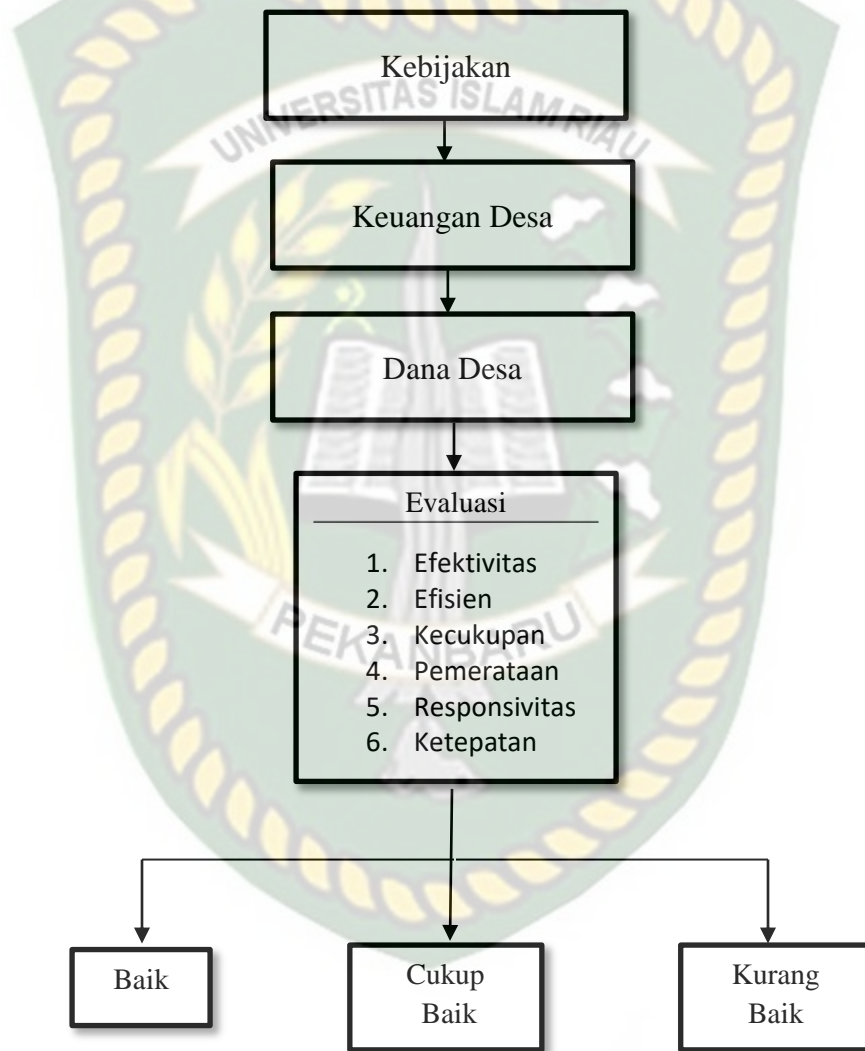 Kebijakan
UNIVERSITAS ISLAM RIAU
Keuangan Desa
Dana Desa
Evaluasi
1. Efektivitas
2. Efisien
3. Kecukupan
4. Pemerataan
5. Responsivitas
6. Ketepatan
PEKANBARU
Baik
Cukup
Baik
Kurang
Baik